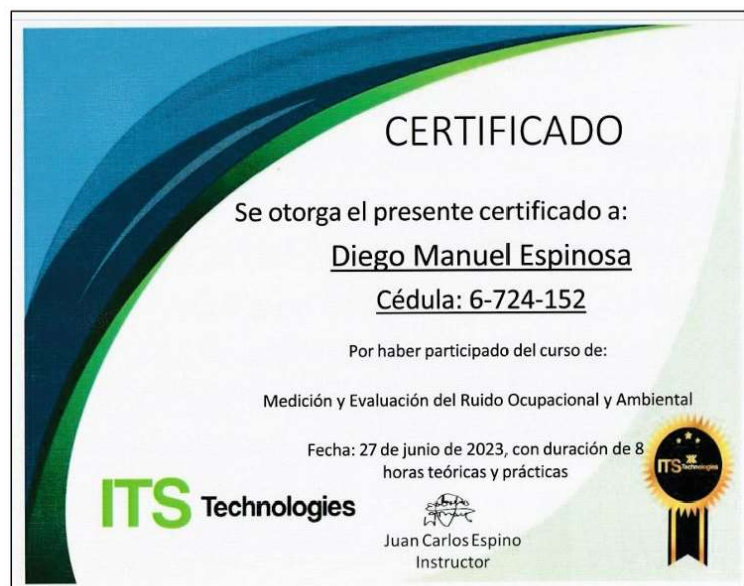 CERTIFICADO
Se otorga el presente certificado a:
Diego Manuel Espinosa
Cédula: 6-724-152
Por haber participado del curso de:
Medición y Evaluación del Ruido Ocupacional y Ambiental
Fecha: 27 de junio de 2023, con duración de 8
horas teóricas y prácticas
ITS Technologies
ITS Technologies
Juan Carlos Espino
Instructor